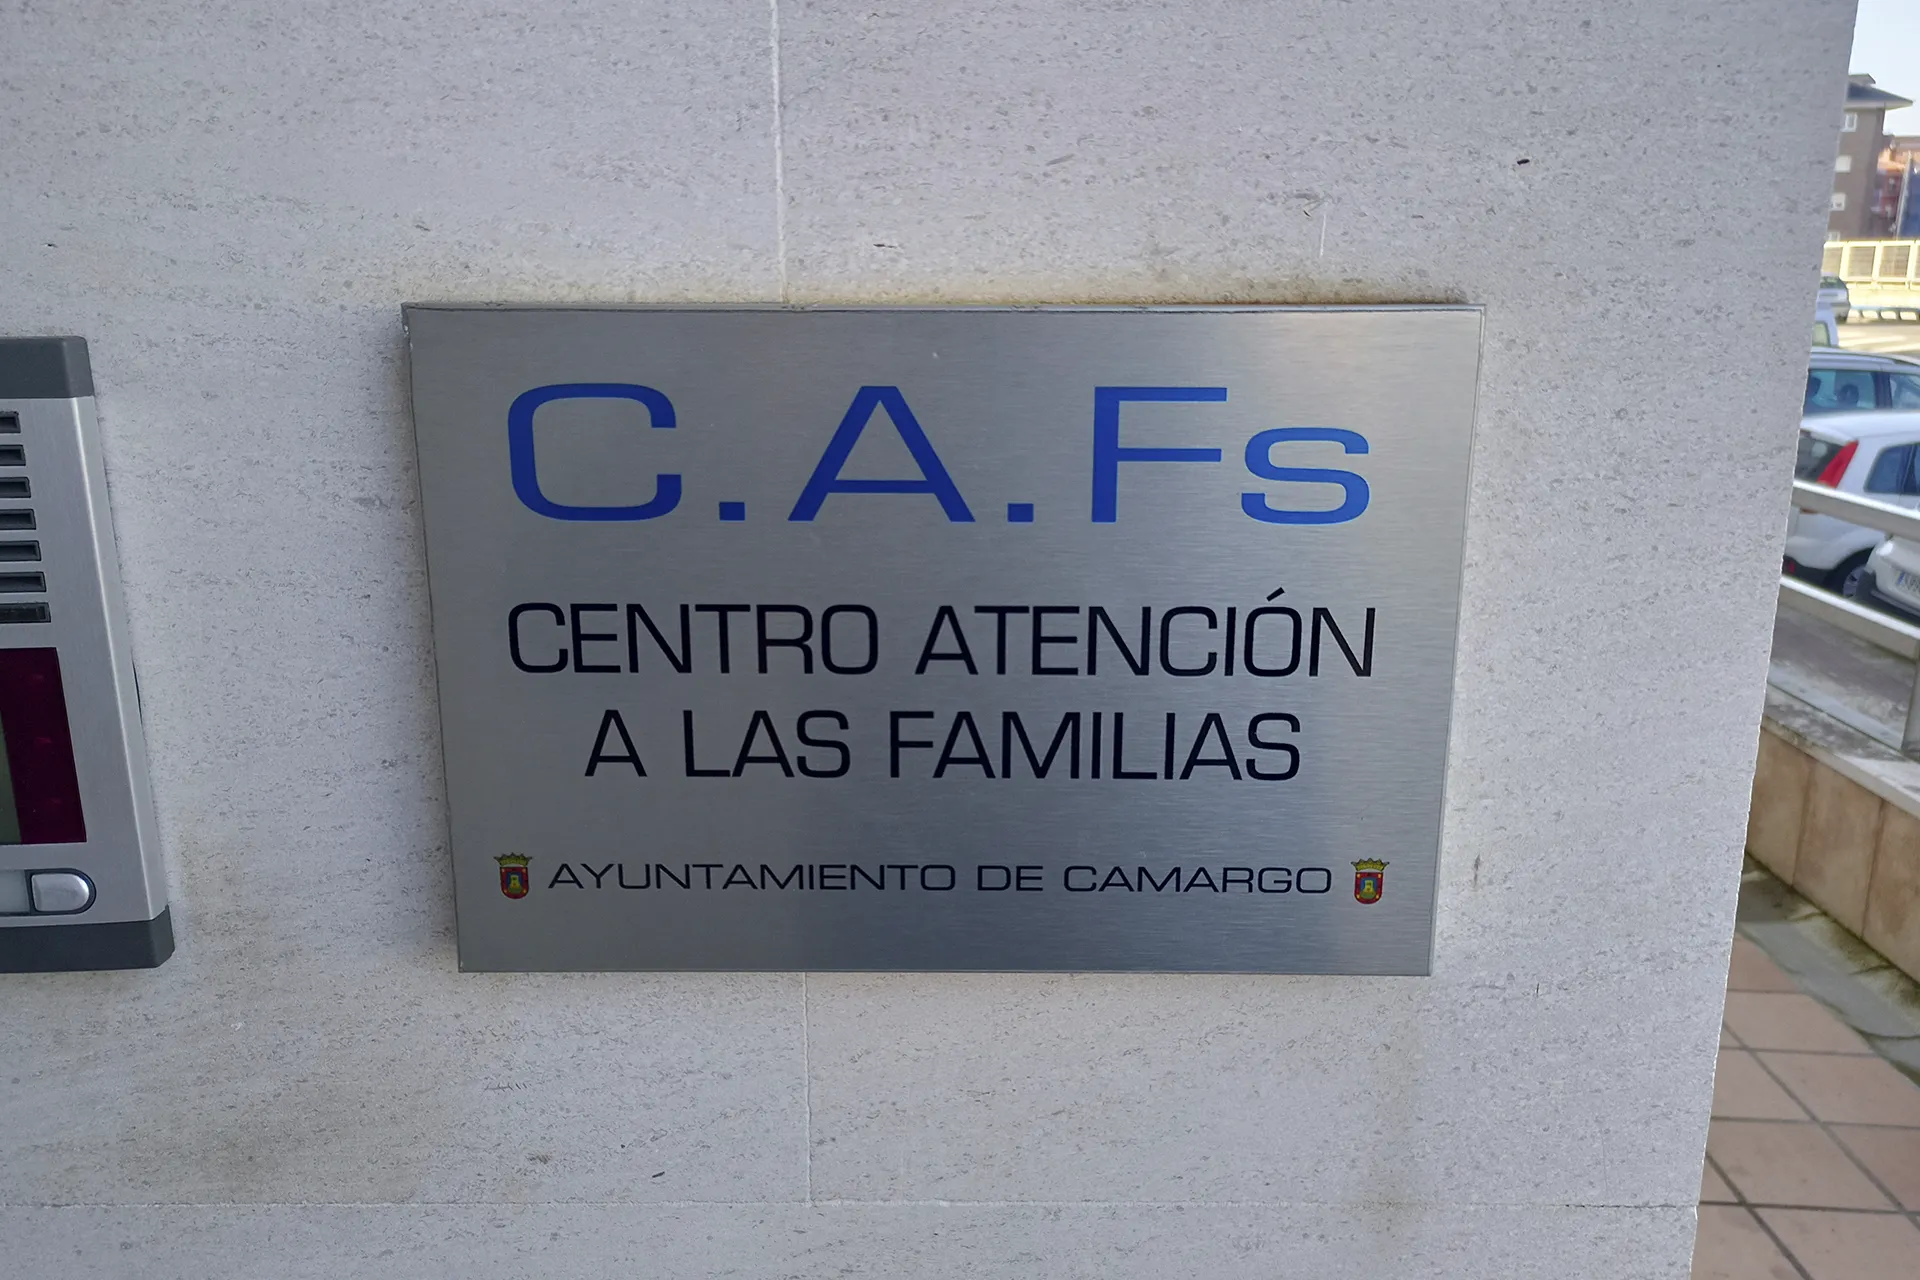 C.A.Fs
CENTRO ATENCIÓN
A LAS FAMILIAS
AYUNTAMIENTO DE CAMARGO